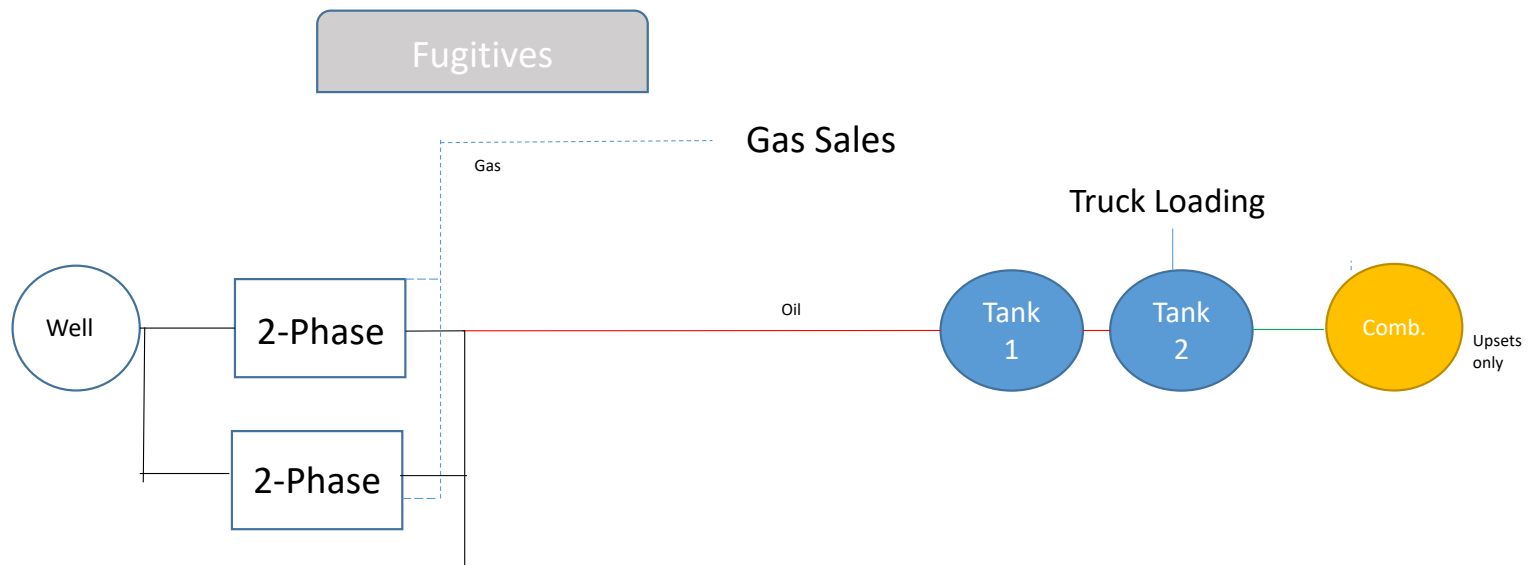 Fugitives
Gas Sales
Gas
Truck Loading
Well
2-Phase
Oil
Tank
1
Tank
2
Comb.
Upsets
only
2-Phase